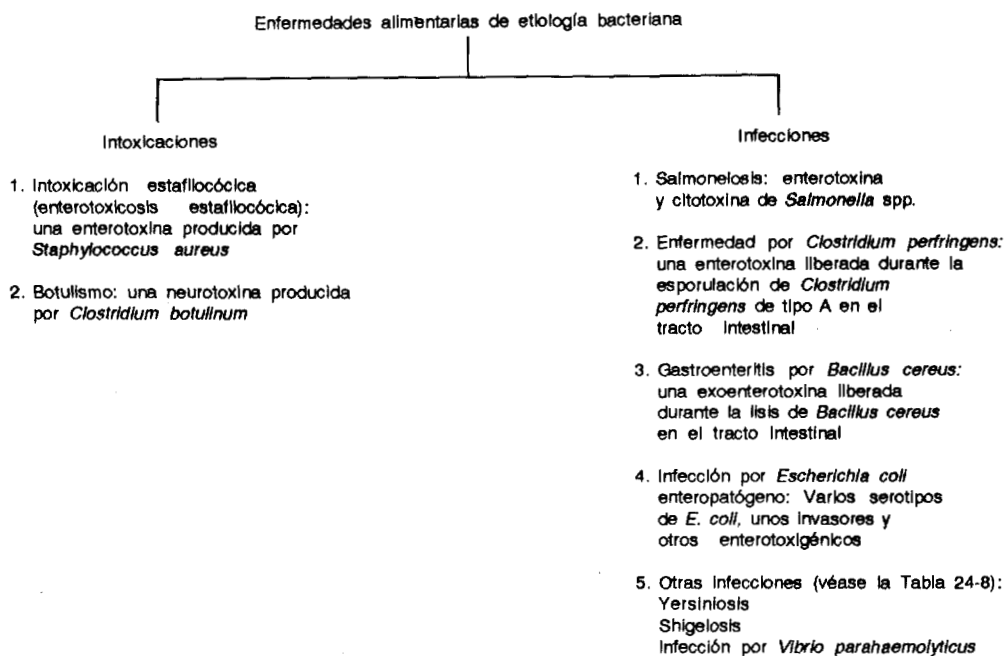 Enfermedades alimentarias de etiología bacteriana
Intoxicaciones
1. Intoxicación estafilocócica
(enterotoxicosis estafilocócica):
una enterotoxina producida por
Staphylococcus aureus
2. Botulismo: una neurotoxina producida
por Clostridium botulinum
Infecciones
1. Salmonelosis: enterotoxina
y citotoxina de Salmonella spp.
2. Enfermedad por Clostridium perfringens:
una enterotoxina liberada durante la
esporulación de Clostridium
perfringens de tipo A en el
tracto intestinal
3. Gastroenteritis por Bacillus cereus:
una exoenterotoxina liberada
durante la lisis de Bacillus cereus
en el tracto intestinal
4. Infección por Escherichia coli
enteropatógeno: Varios serotipos
de E. coli, unos invasores y
otros enterotoxigénicos
5. Otras infecciones (véase la Tabla 24-8):
Yersiniosis
Shigelosis
Infección por Vibrio parahaemolyticus